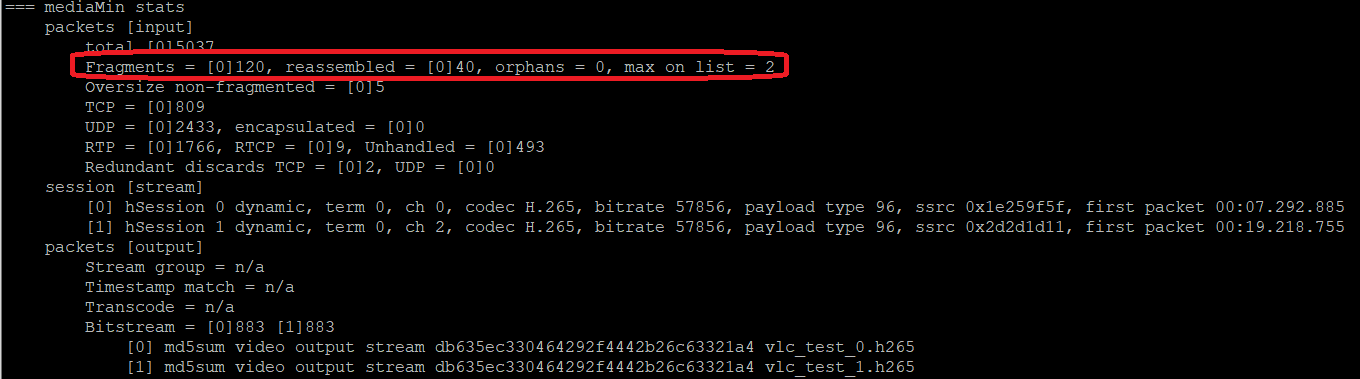 === mediaMin stats
packets [input]
total [0]5037
Fragments = [0]120, reassembled = [0]40, orphans = 0, max on list = 2
Oversize non-fragmented = [0]5
TCP = [0]809
UDP = [0]2433, encapsulated = [0]0
RTP = [0]1766, RTCP = [0]9, Unhandled = [0]493
Redundant discards TCP = [0]2, UDP = [0]0
session [stream]
[0] hSession 0 dynamic, term 0, ch 0, codec H.265, bitrate 57856, payload type 96, ssrc 0x1e259f5f, first packet 00:07.292.885
[1] hSession 1 dynamic, term 0, ch 2, codec H.265, bitrate 57856, payload type 96, ssrc 0x2d2d1d11, first packet 00:19.218.755
packets [output]
Stream group = n/a
Timestamp match = n/a
Transcode = n/a
Bitstream = [0]883 [1]883
[0] md5sum video output stream db635ec330464292f4442b26c63321a4 vlc_test_0.h265
[1] md5sum video output stream db635ec330464292f4442b26c63321a4 vlc_test_1.h265